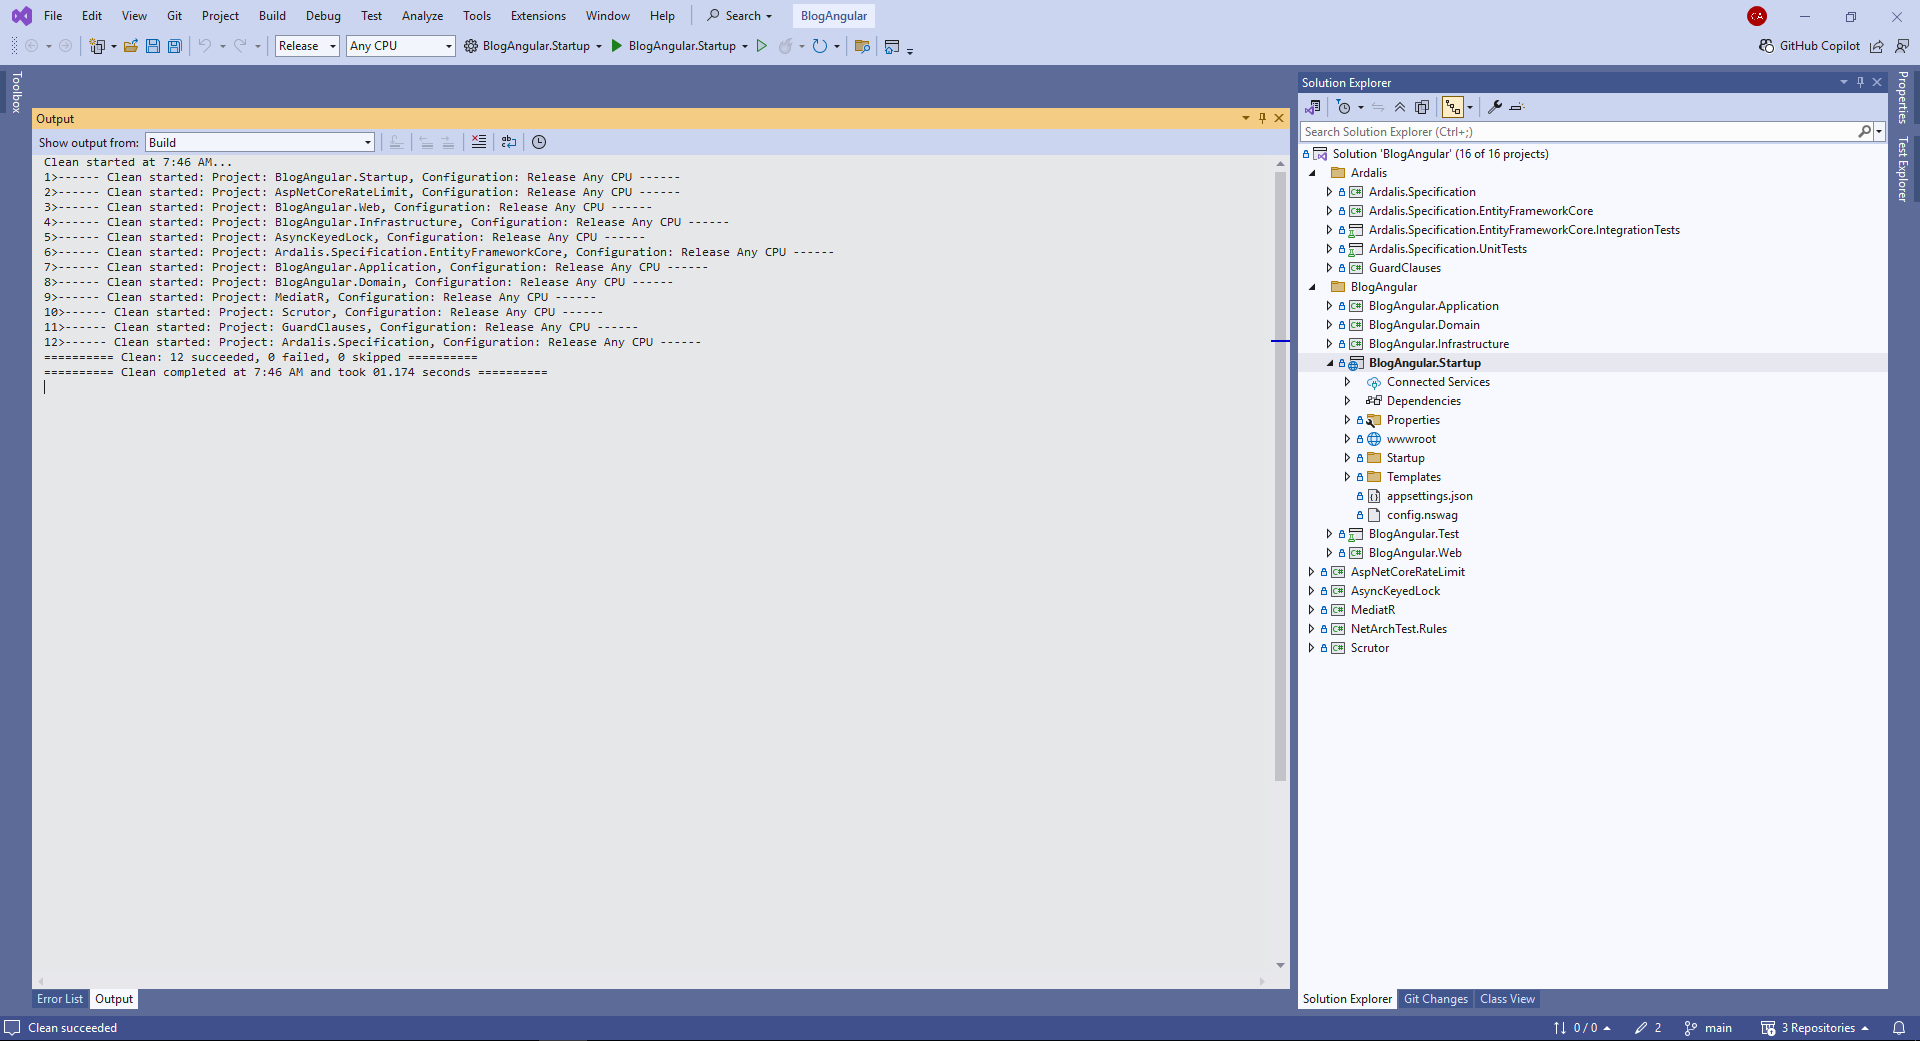 File Edit View Git Project Build Debug Test Analyze Tools Extensions Window Help Search BlogAngular CA
Release Any CPU BlogAngular.Startup BlogAngular.Startup GitHub Copilot
Toolbox
Output
Show output from: Build
Clean started at 7:46 AM...
1>------ Clean started: Project: BlogAngular.Startup, Configuration: Release Any CPU ------
2>------ Clean started: Project: AspNetCoreRateLimit, Configuration: Release Any CPU ------
3>------ Clean started: Project: BlogAngular.Web, Configuration: Release Any CPU ------
4>------ Clean started: Project: BlogAngular.Infrastructure, Configuration: Release Any CPU ------
5>------ Clean started: Project: AsyncKeyedLock, Configuration: Release Any CPU ------
6>------ Clean started: Project: Ardalis.Specification.EntityFrameworkCore, Configuration: Release Any CPU ------
7>------ Clean started: Project: BlogAngular.Application, Configuration: Release Any CPU ------
8>------ Clean started: Project: BlogAngular.Domain, Configuration: Release Any CPU ------
9>------ Clean started: Project: MediatR, Configuration: Release Any CPU ------
10>------ Clean started: Project: Scrutor, Configuration: Release Any CPU ------
11>------ Clean started: Project: GuardClauses, Configuration: Release Any CPU ------
12>------ Clean started: Project: Ardalis.Specification, Configuration: Release Any CPU ------
========== Clean: 12 succeeded, 0 failed, 0 skipped ==========
========== Clean completed at 7:46 AM and took 01.174 seconds ==========
Error List Output
Solution Explorer
Search Solution Explorer (Ctrl+;)
Solution 'BlogAngular' (16 of 16 projects)
Ardalis
Ardalis.Specification
Ardalis.Specification.EntityFrameworkCore
Ardalis.Specification.EntityFrameworkCore.IntegrationTests
Ardalis.Specification.UnitTests
GuardClauses
BlogAngular
BlogAngular.Application
BlogAngular.Domain
BlogAngular.Infrastructure
BlogAngular.Startup
Connected Services
Dependencies
Properties
wwwroot
Startup
Templates
appsettings.json
config.nswag
BlogAngular.Test
BlogAngular.Web
AspNetCoreRateLimit
AsyncKeyedLock
MediatR
NetArchTest.Rules
Scrutor
Solution Explorer Git Changes Class View
Properties
Test Explorer
Clean succeeded 0 / 0 2 main 3 Repositories